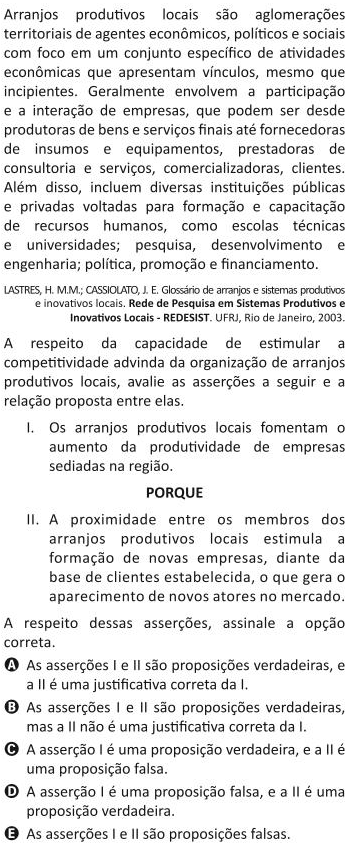 Arranjos produtivos locais são aglomerações
territoriais de agentes econômicos, políticos e sociais
com foco em um conjunto específico de atividades
econômicas que apresentam vínculos, mesmo que
incipientes. Geralmente envolvem a participação
e a interação de empresas, que podem ser desde
produtoras de bens e serviços finais até fornecedoras
de insumos e equipamentos, prestadoras de
consultoria e serviços, comercializadoras, clientes.
Além disso, incluem diversas instituições públicas
e privadas voltadas para formação e capacitação
de recursos humanos, como escolas técnicas
e universidades; pesquisa, desenvolvimento e
engenharia; política, promoção e financiamento.
LASTRES, H. M.M.; CASSIOLATO, J. E. Glossário de arranjos e sistemas produtivos
e inovativos locais. Rede de Pesquisa em Sistemas Produtivos e
Inovativos Locais - REDESIST. UFRJ, Rio de Janeiro, 2003.
A respeito da capacidade de estimular a
competitividade advinda da organização de arranjos
produtivos locais, avalie as asserções a seguir e a
relação proposta entre elas.
I. Os arranjos produtivos locais fomentam o
aumento da produtividade de empresas
sediadas na região.
PORQUE
II. A proximidade entre os membros dos
arranjos produtivos locais estimula a
formação de novas empresas, diante da
base de clientes estabelecida, o que gera o
aparecimento de novos atores no mercado.
A respeito dessas asserções, assinale a opção
correta.
A As asserções I e II são proposições verdadeiras, e
a II é uma justificativa correta da I.
B As asserções I e II são proposições verdadeiras,
mas a II não é uma justificativa correta da I.
C A asserção I é uma proposição verdadeira, e a II é
uma proposição falsa.
D A asserção I é uma proposição falsa, e a II é uma
proposição verdadeira.
E As asserções I e II são proposições falsas.